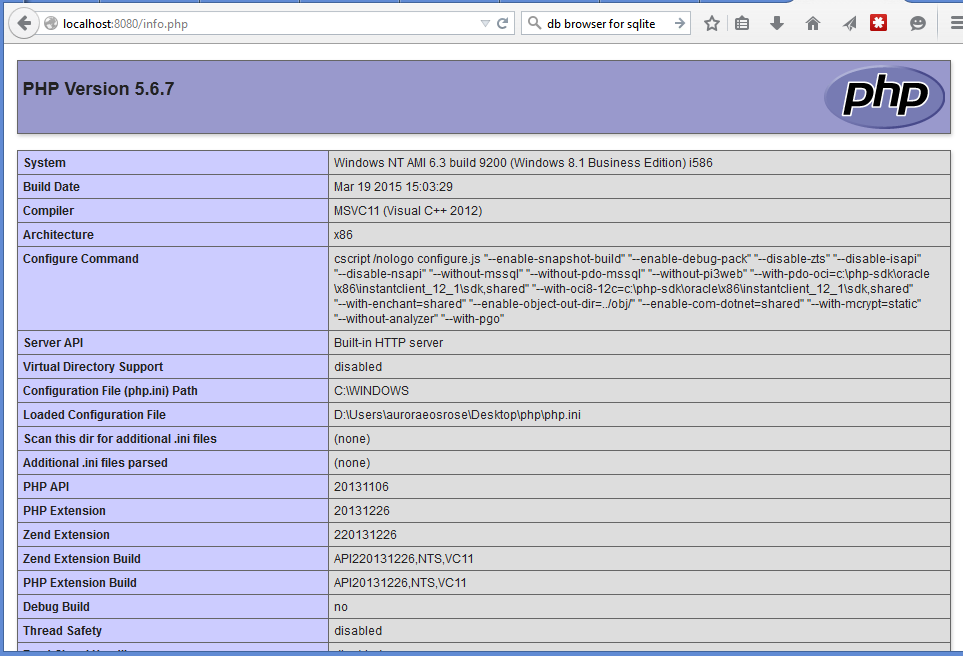 localhost:8080/info.php
db browser for sqlite
PHP Version 5.6.7
php
System Windows NT AMI 6.3 build 9200 (Windows 8.1 Business Edition) i586
Build Date Mar 19 2015 15:03:29
Compiler MSVC11 (Visual C++ 2012)
Architecture x86
Configure Command cscript /nologo configure.js "--enable-snapshot-build" "--enable-debug-pack" "--disable-zts" "--disable-isapi"
"--disable-nsapi" "--without-mssql" "--without-pdo-mssql" "--without-pi3web" "--with-pdo-oci=c:\php-sdk\oracle
\x86\instantclient_12_1\sdk,shared" "--with-oci8-12c=c:\php-sdk\oracle\x86\instantclient_12_1\sdk,shared"
"--with-enchant=shared" "--enable-object-out-dir=../obj/" "--enable-com-dotnet=shared" "--with-mcrypt=static"
"--without-analyzer" "--with-pgo"
Server API Built-in HTTP server
Virtual Directory Support disabled
Configuration File (php.ini) Path C:\WINDOWS
Loaded Configuration File D:\Users\auroraeosrose\Desktop\php\php.ini
Scan this dir for additional .ini files (none)
Additional .ini files parsed (none)
PHP API 20131106
PHP Extension 20131226
Zend Extension 220131226
Zend Extension Build API220131226,NTS,VC11
PHP Extension Build API20131226,NTS,VC11
Debug Build no
Thread Safety disabled